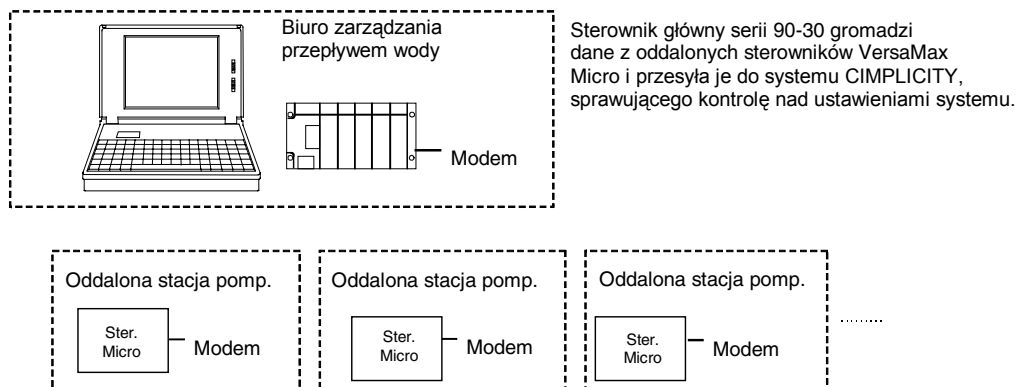 Biuro zarządzania
przepływem wody
Modem
Sterownik główny serii 90-30 gromadzi
dane z oddalonych sterowników VersaMax
Micro i przesyła je do systemu CIMPLICITY,
sprawującego kontrolę nad ustawieniami systemu.
Oddalona stacja pomp.
Ster.
Micro
Modem
Oddalona stacja pomp.
Ster.
Micro
Modem
Oddalona stacja pomp.
Ster.
Micro
Modem